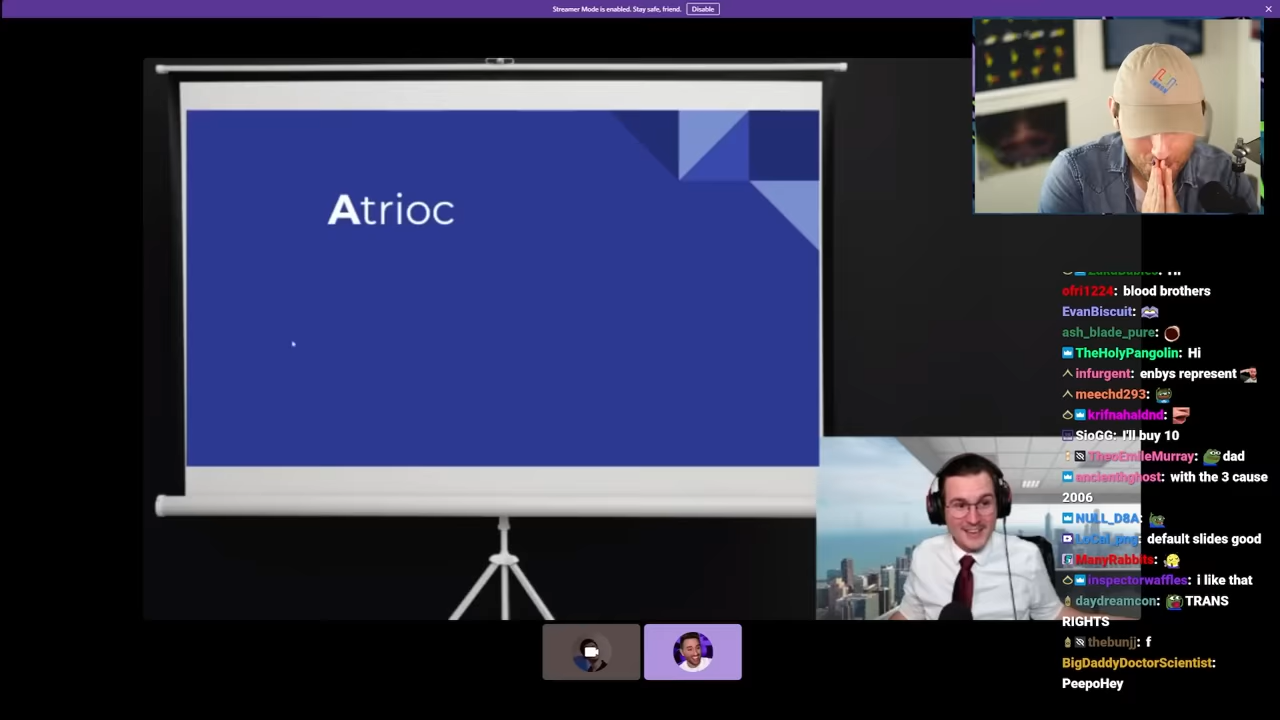 Streamer Mode is enabled. Stay safe, friend. Disable
Atrioc
ofri1224: blood brothers
EvanBiscuit:
ash_blade_pure:
TheHolyPangolin: Hi
infurgent: enbys represent
meechd293:
krifnahaldnd:
SioGG: I'll buy 10
TheoEmileMurray: dad
ancienthghost: with the 3 cause
2006
NULL_D8A:
LoCal_png: default slides good
ManyRabbits:
inspectorwaffles: i like that
daydreamcon: TRANS
RIGHTS
thebunjj: f
BigDaddyDoctorScientist:
PeepoHey